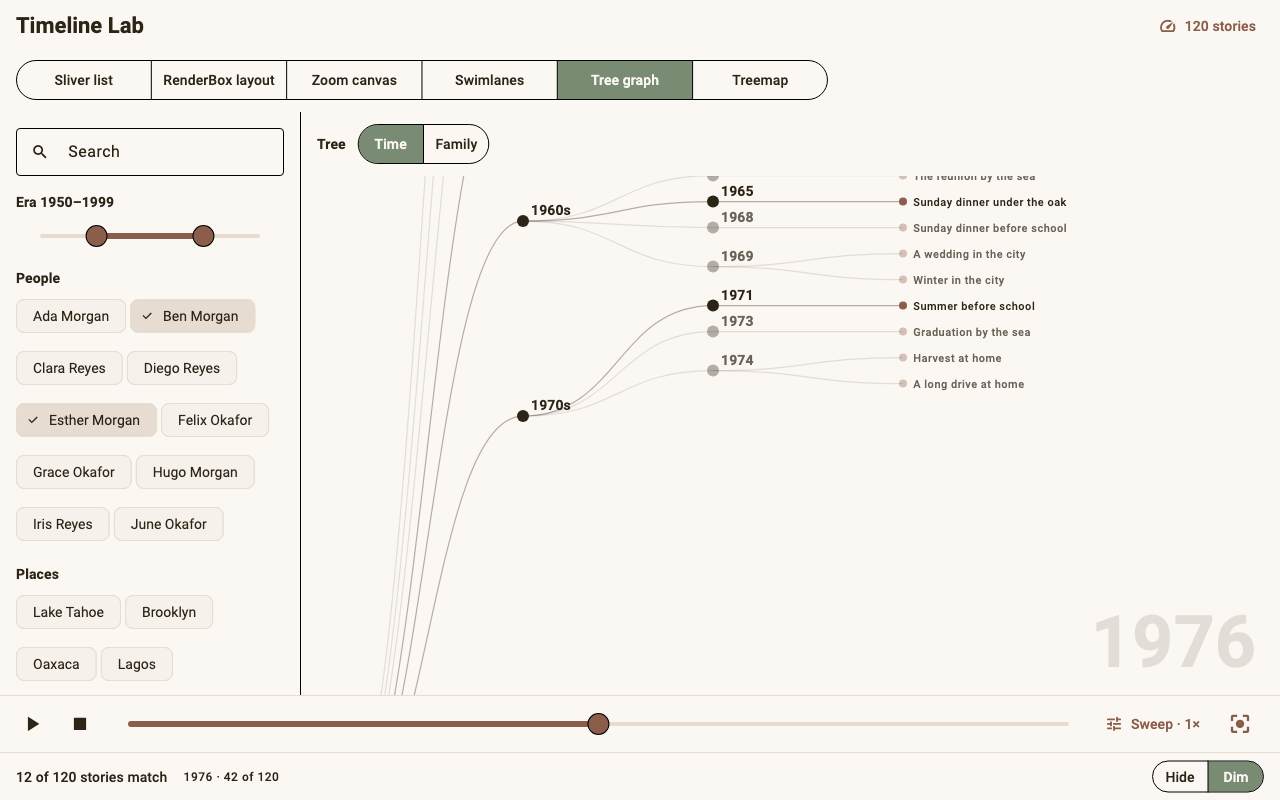 Timeline Lab
120 stories
Sliver list
RenderBox layout
Zoom canvas
Swimlanes
Tree graph
Treemap
Search
Era 1950–1999
People
Ada Morgan
Ben Morgan
Clara Reyes
Diego Reyes
Esther Morgan
Felix Okafor
Grace Okafor
Hugo Morgan
Iris Reyes
June Okafor
Places
Lake Tahoe
Brooklyn
Oaxaca
Lagos
Tree
Time
Family
The reunion by the sea
1960s
1965
Sunday dinner under the oak
1968
Sunday dinner before school
1969
A wedding in the city
Winter in the city
1970s
1971
Summer before school
1973
Graduation by the sea
1974
Harvest at home
A long drive at home
1976
Sweep · 1×
12 of 120 stories match
1976 · 42 of 120
Hide
Dim